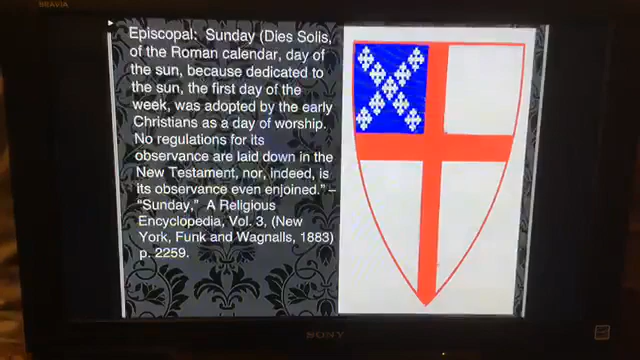 BRAVIA
Episcopal: Sunday (Dies Solis,
of the Roman calendar, day of
the sun, because dedicated to
the sun, the first day of the
week, was adopted by the early
Christians as a day of worship.
No regulations for its
observance are laid down in the
New Testament, nor, indeed, is
its observance even enjoined.” –
“Sunday,” A Religious
Encyclopedia, Vol. 3, (New
York, Funk and Wagnalls, 1883)
p. 2259.
SONY